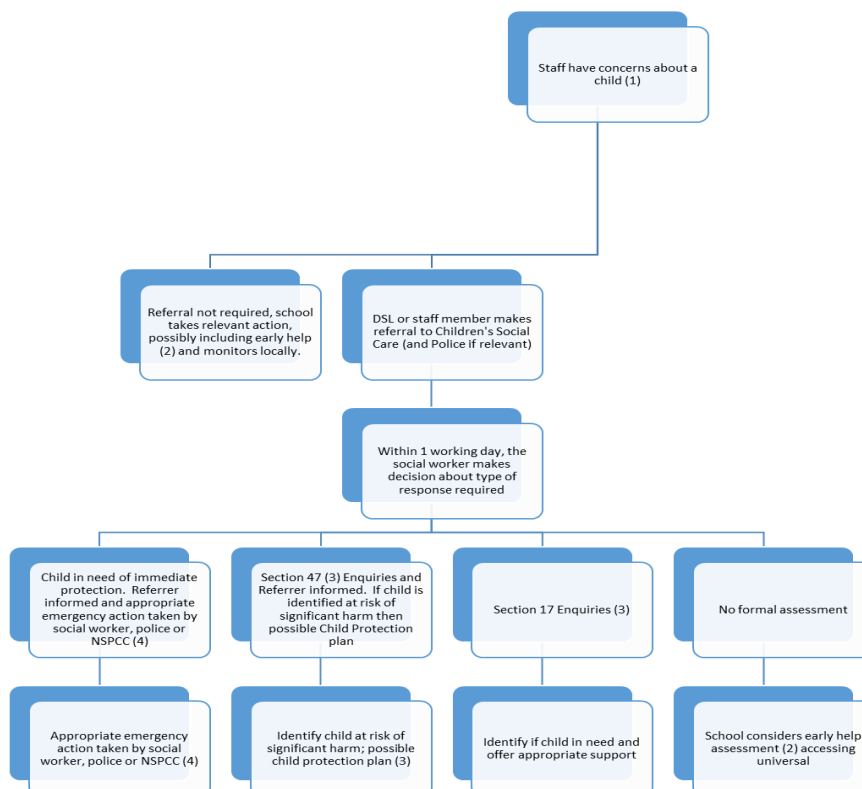 Staff have concerns about a
child (1)
Referral not required, school
takes relevant action,
possibly including early help
(2) and monitors locally.
DSL or staff member makes
referral to Children's Social
Care (and Police if relevant)
Within 1 working day, the
social worker makes
decision about type of
response required
Child in need of immediate
protection. Referrer
informed and appropriate
emergency action taken by
social worker, police or
NSPCC (4)
Section 47 (3) Enquiries and
Referrer informed. If child is
identified at risk of
significant harm then
possible Child Protection
plan
Section 17 Enquiries (3)
No formal assessment
Appropriate emergency
action taken by social
worker, police or NSPCC (4)
Identify child at risk of
significant harm; possible
child protection plan (3)
Identify if child in need and
offer appropriate support
School considers early help
assessment (2) accessing
universal